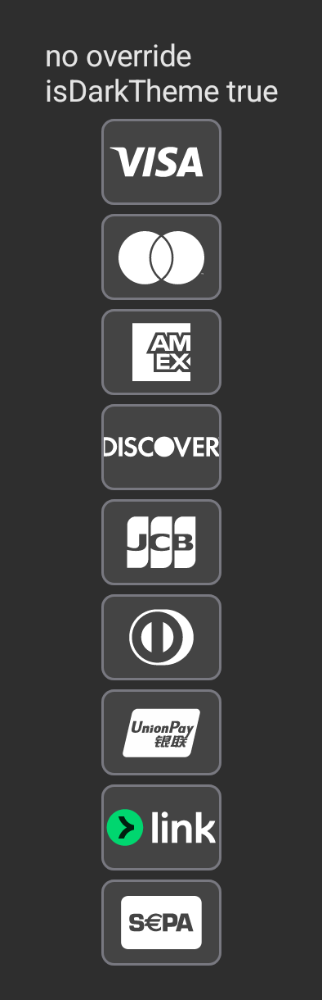 no override
isDarkTheme true
VISA
AM
EX
DISCOVER
JCB
UnionPay
银联
link
S€PA